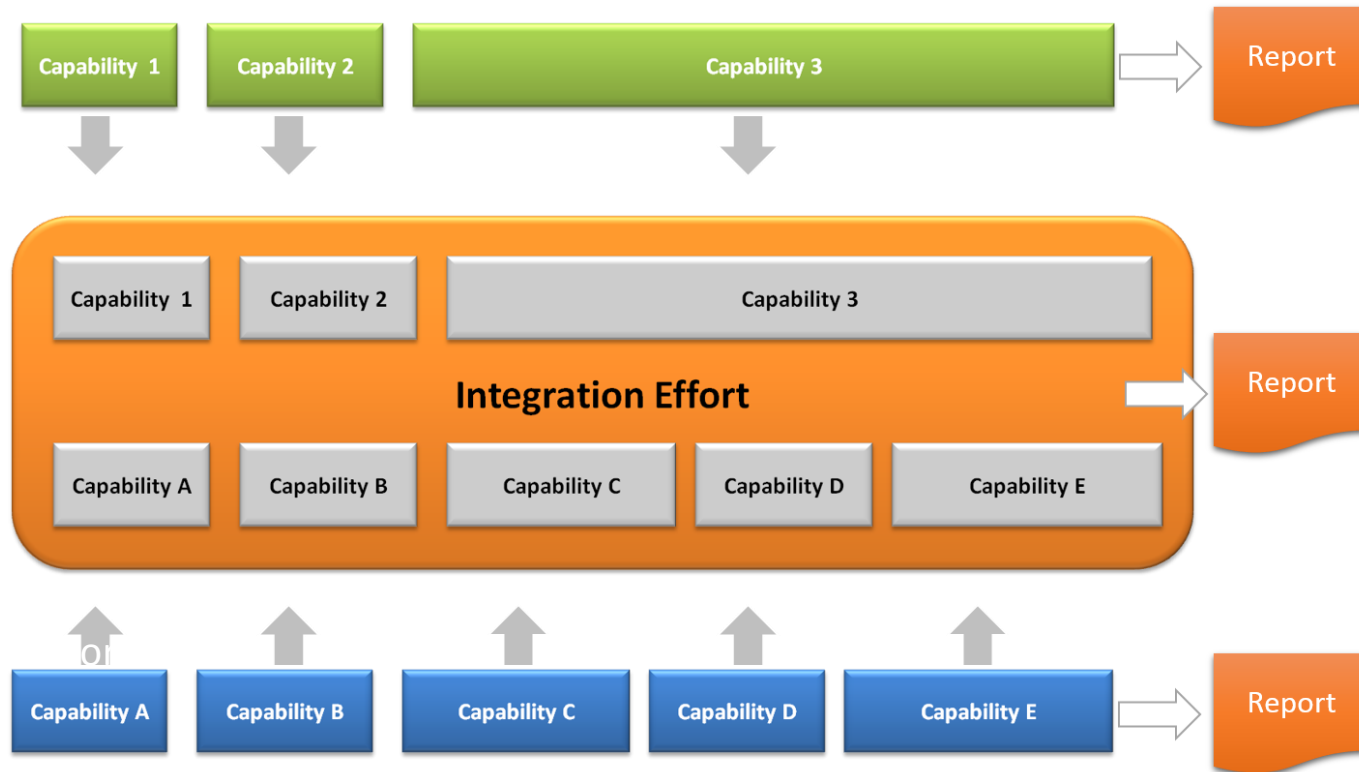 Capability 1
Capability 2
Capability 3
Report
Capability 1
Capability 2
Capability 3
Integration Effort
Report
Capability A
Capability B
Capability C
Capability D
Capability E
Capability A
Capability B
Capability C
Capability D
Capability E
Report